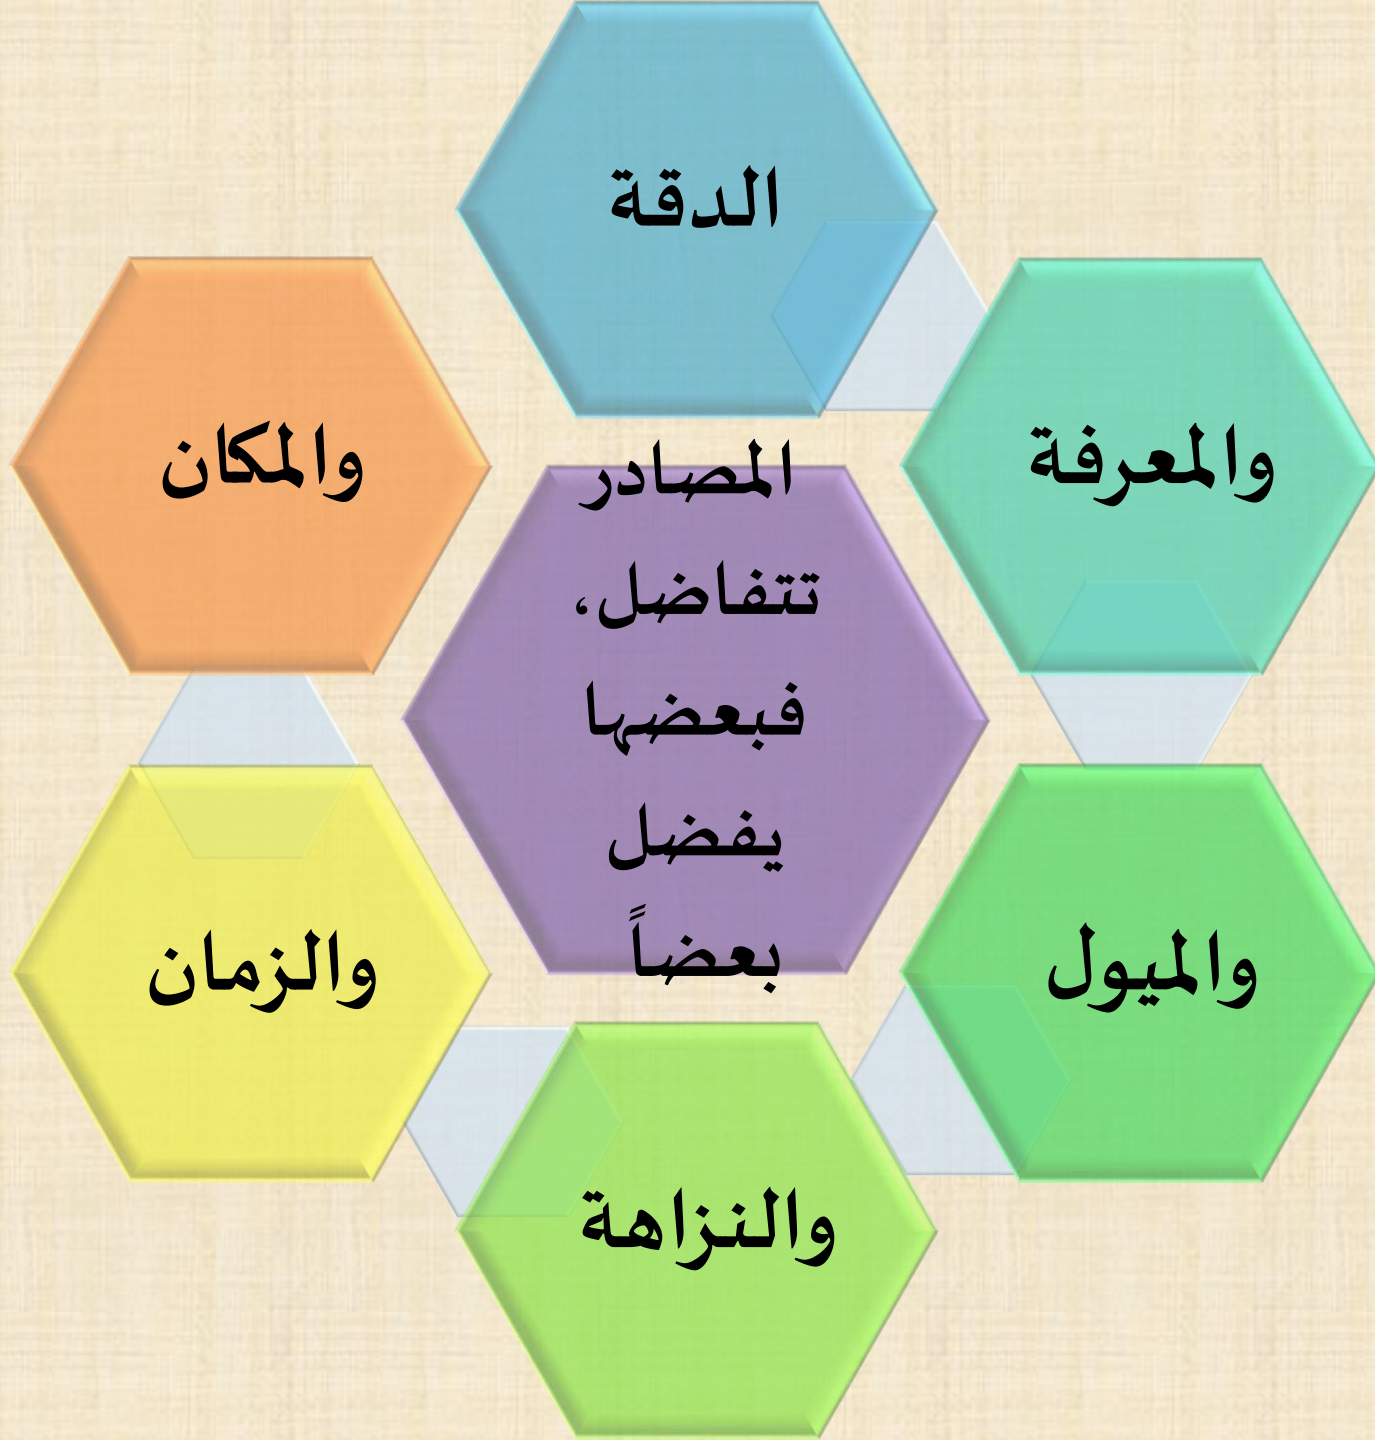 المصادر
تتفاضل،
فبعضها
يفضل
بعضاً
الدقة
والمعرفة
والميول
والنزاهة
والزمان
والمكان